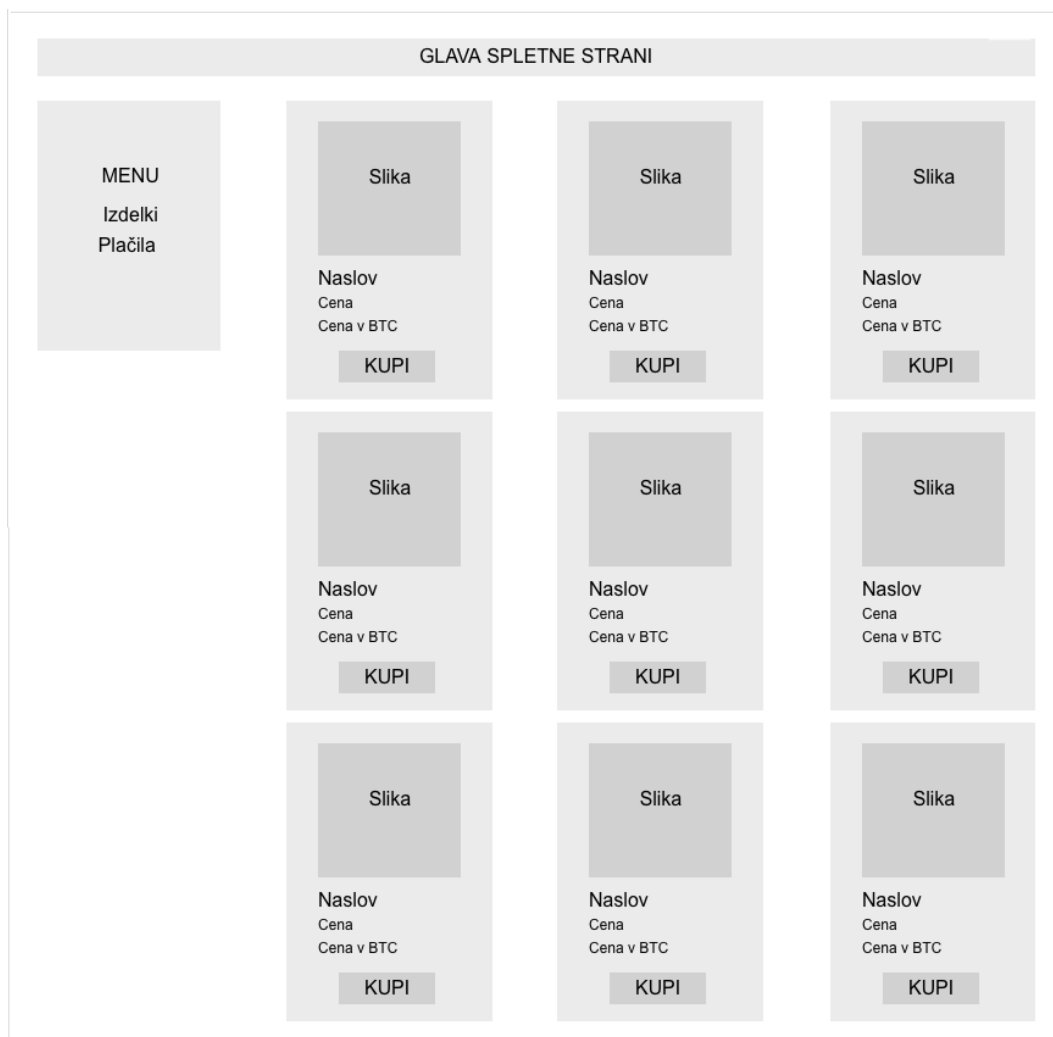 GLAVA SPLETNE STRANI
MENU
Izdelki
Plačila
Slika
Naslov
Cena
Cena v BTC
KUPI
Slika
Naslov
Cena
Cena v BTC
KUPI
Slika
Naslov
Cena
Cena v BTC
KUPI
Slika
Naslov
Cena
Cena v BTC
KUPI
Slika
Naslov
Cena
Cena v BTC
KUPI
Slika
Naslov
Cena
Cena v BTC
KUPI
Slika
Naslov
Cena
Cena v BTC
KUPI
Slika
Naslov
Cena
Cena v BTC
KUPI
Slika
Naslov
Cena
Cena v BTC
KUPI